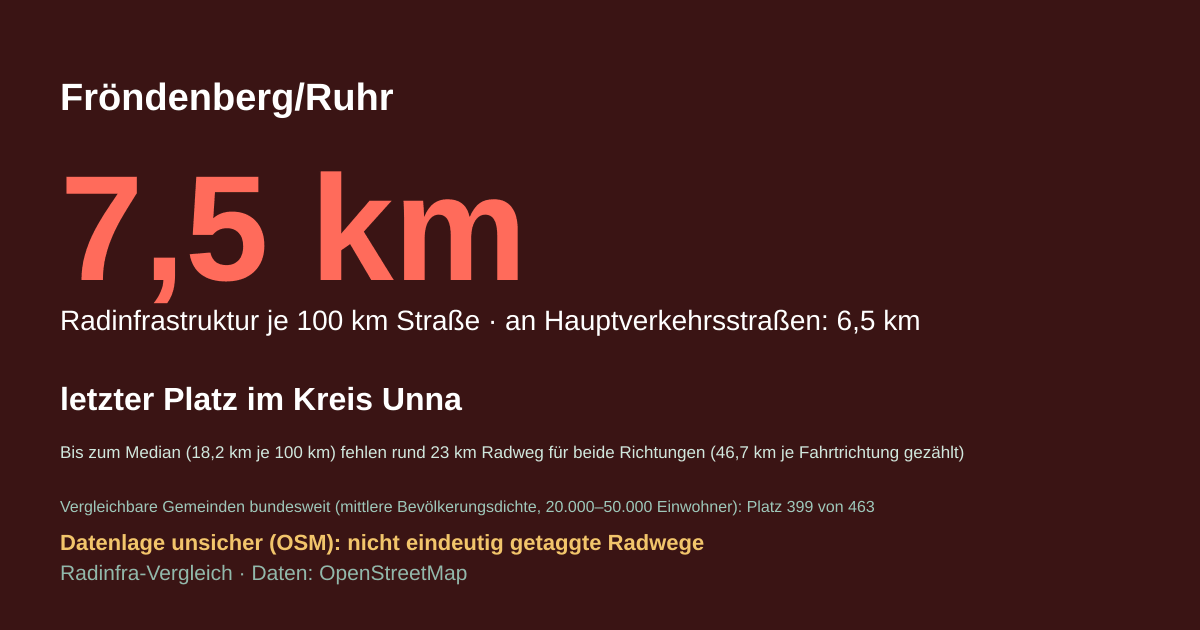 Fröndenberg/Ruhr
7,5 km
Radinfrastruktur je 100 km Straße · an Hauptverkehrsstraßen: 6,5 km
letzter Platz im Kreis Unna
Bis zum Median (18,2 km je 100 km) fehlen rund 23 km Radweg für beide Richtungen (46,7 km je Fahrtrichtung gezählt)
Vergleichbare Gemeinden bundesweit (mittlere Bevölkerungsdichte, 20.000–50.000 Einwohner): Platz 399 von 463
Datenlage unsicher (OSM): nicht eindeutig getaggte Radwege
Radinfra-Vergleich · Daten: OpenStreetMap